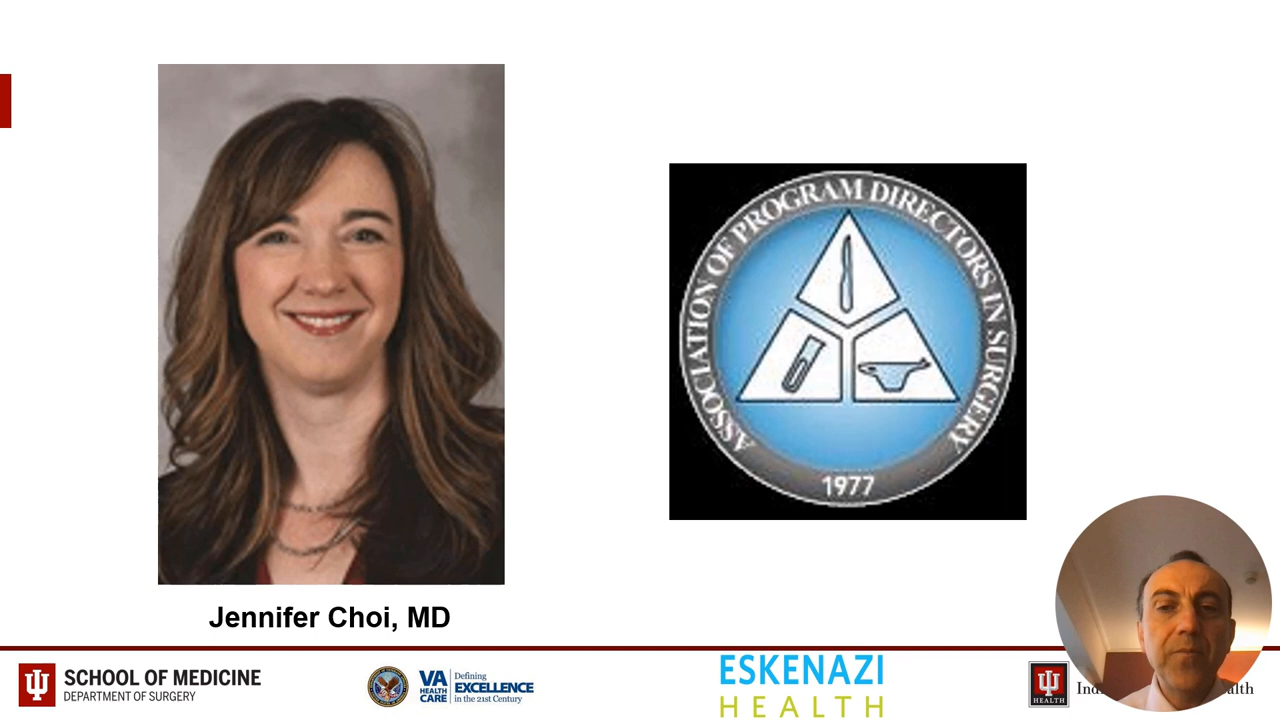 ASSOCIATION OF PROGRAM DIRECTORS IN SURGERY
1977
Jennifer Choi, MD
SCHOOL OF MEDICINE
DEPARTMENT OF SURGERY
VA
HEALTH
CARE
Defining
EXCELLENCE
in the 21st Century
ESKENAZI
HEALTH
HEALTH